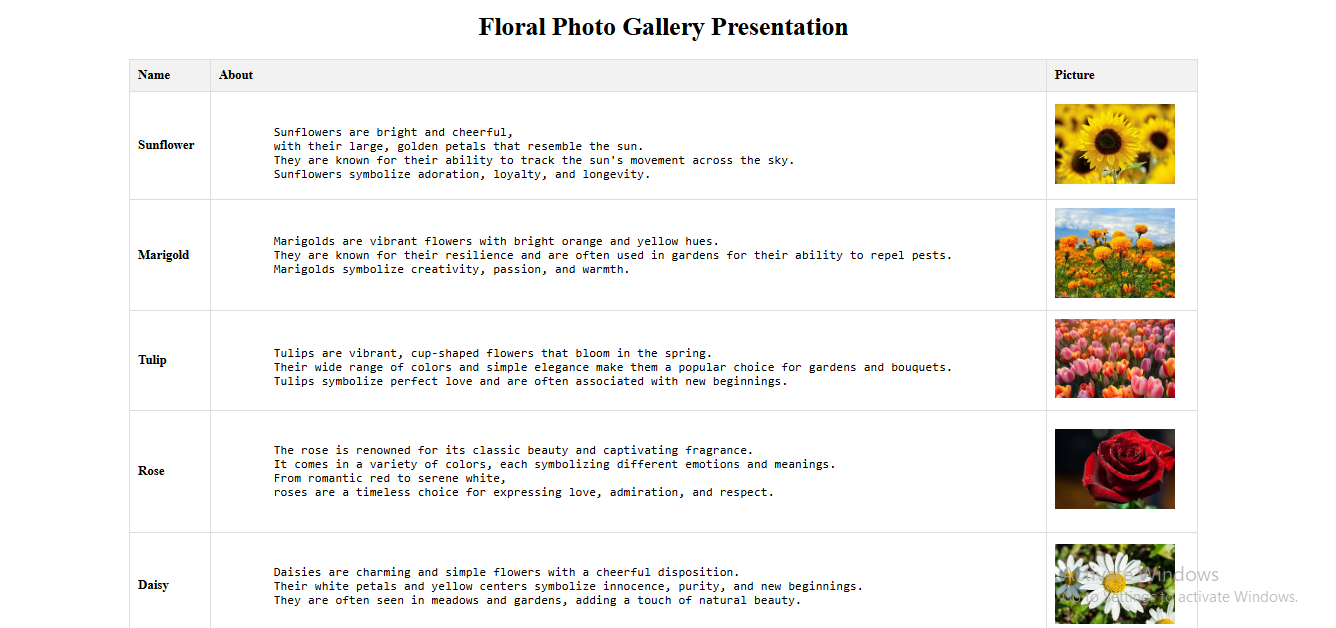 Floral Photo Gallery Presentation
Name About Picture
Sunflower
Sunflowers are bright and cheerful,
with their large, golden petals that resemble the sun.
They are known for their ability to track the sun's movement across the sky.
Sunflowers symbolize adoration, loyalty, and longevity.
Marigold
Marigolds are vibrant flowers with bright orange and yellow hues.
They are known for their resilience and are often used in gardens for their ability to repel pests.
Marigolds symbolize creativity, passion, and warmth.
Tulip
Tulips are vibrant, cup-shaped flowers that bloom in the spring.
Their wide range of colors and simple elegance make them a popular choice for gardens and bouquets.
Tulips symbolize perfect love and are often associated with new beginnings.
Rose
The rose is renowned for its classic beauty and captivating fragrance.
It comes in a variety of colors, each symbolizing different emotions and meanings.
From romantic red to serene white,
roses are a timeless choice for expressing love, admiration, and respect.
Daisy
Daisies are charming and simple flowers with a cheerful disposition.
Their white petals and yellow centers symbolize innocence, purity, and new beginnings.
They are often seen in meadows and gardens, adding a touch of natural beauty.
Activate Windows
Go to Settings to activate Windows.